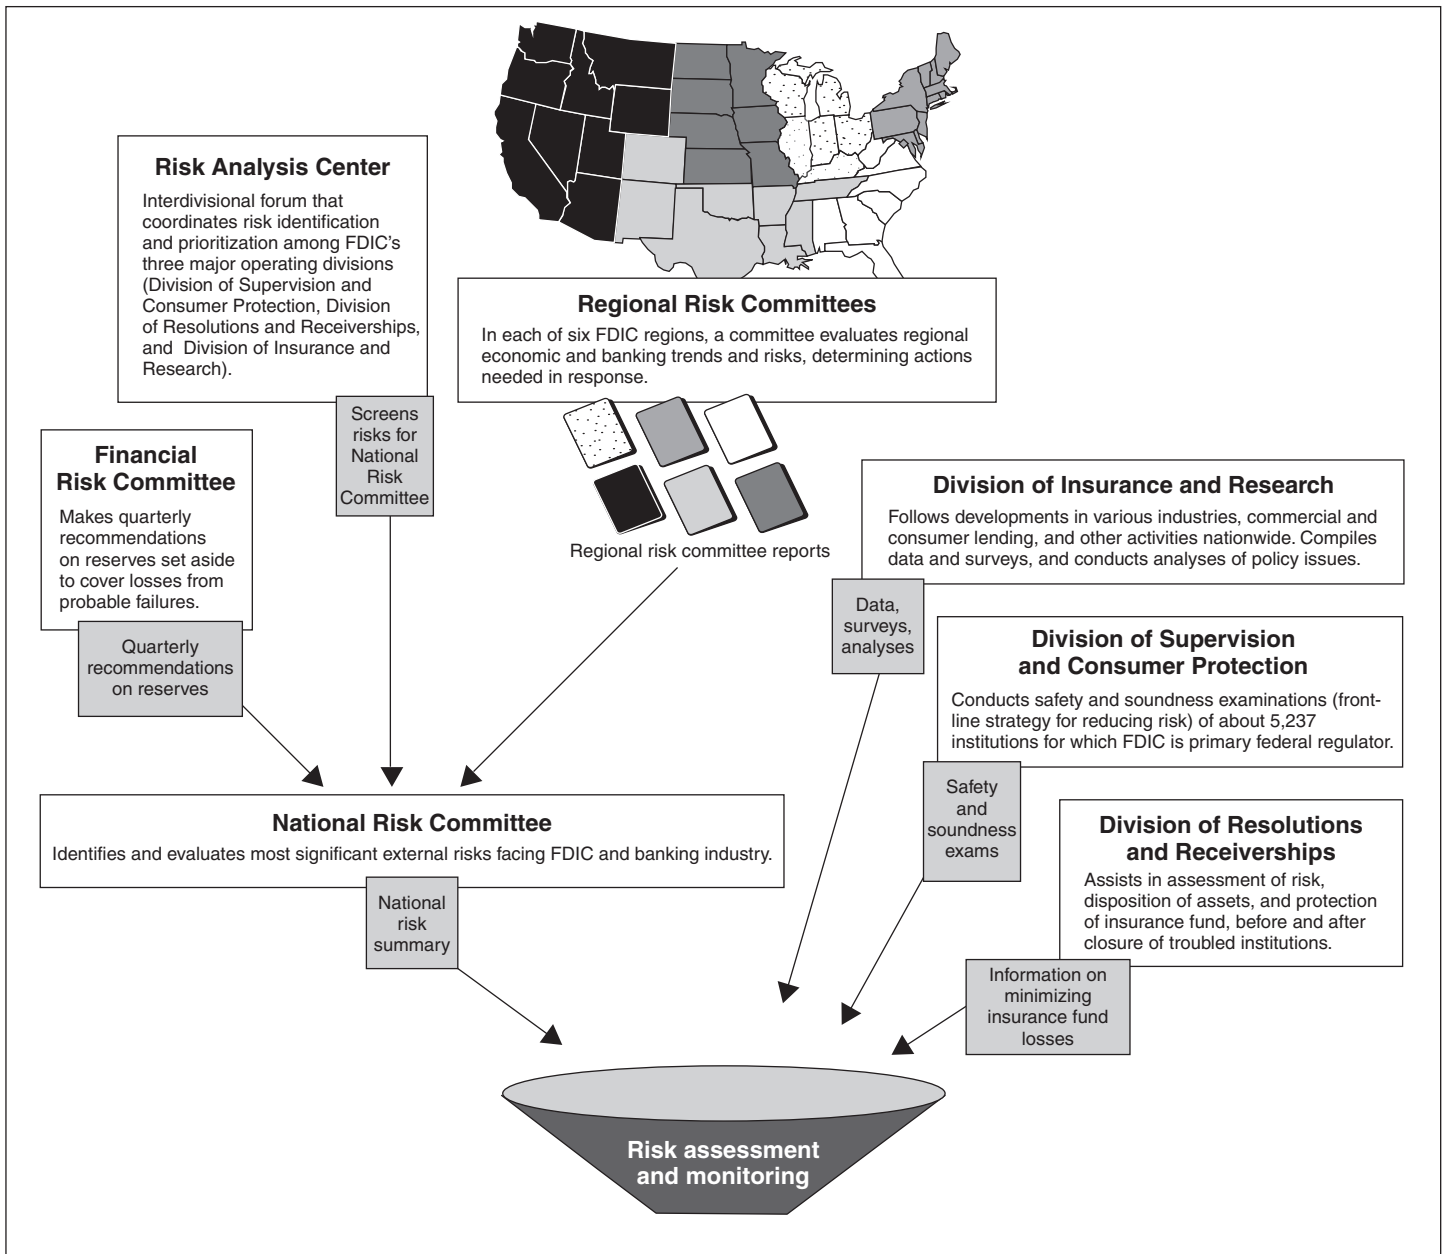 Risk Analysis Center
Interdivisional forum that
coordinates risk identification
and prioritization among FDIC's
three major operating divisions
(Division of Supervision and
Consumer Protection, Division
of Resolutions and Receiverships,
and Division of Insurance and
Research).
Screens
risks for
National
Risk
Committee
Regional Risk Committees
In each of six FDIC regions, a committee evaluates regional
economic and banking trends and risks, determining actions
needed in response.
Regional risk committee reports
Financial
Risk Committee
Makes quarterly
recommendations
on reserves set aside
to cover losses from
probable failures.
Quarterly
recommendations
on reserves
National Risk Committee
Identifies and evaluates most significant external risks facing FDIC and banking industry.
National
risk
summary
Division of Insurance and Research
Follows developments in various industries, commercial and
consumer lending, and other activities nationwide. Compiles
data and surveys, and conducts analyses of policy issues.
Data,
surveys,
analyses
Division of Supervision
and Consumer Protection
Conducts safety and soundness examinations (front-
line strategy for reducing risk) of about 5,237
institutions for which FDIC is primary federal regulator.
Safety
and
soundness
exams
Division of Resolutions
and Receiverships
Assists in assessment of risk,
disposition of assets, and protection
of insurance fund, before and after
closure of troubled institutions.
Information on
minimizing
insurance fund
losses
Risk assessment
and monitoring